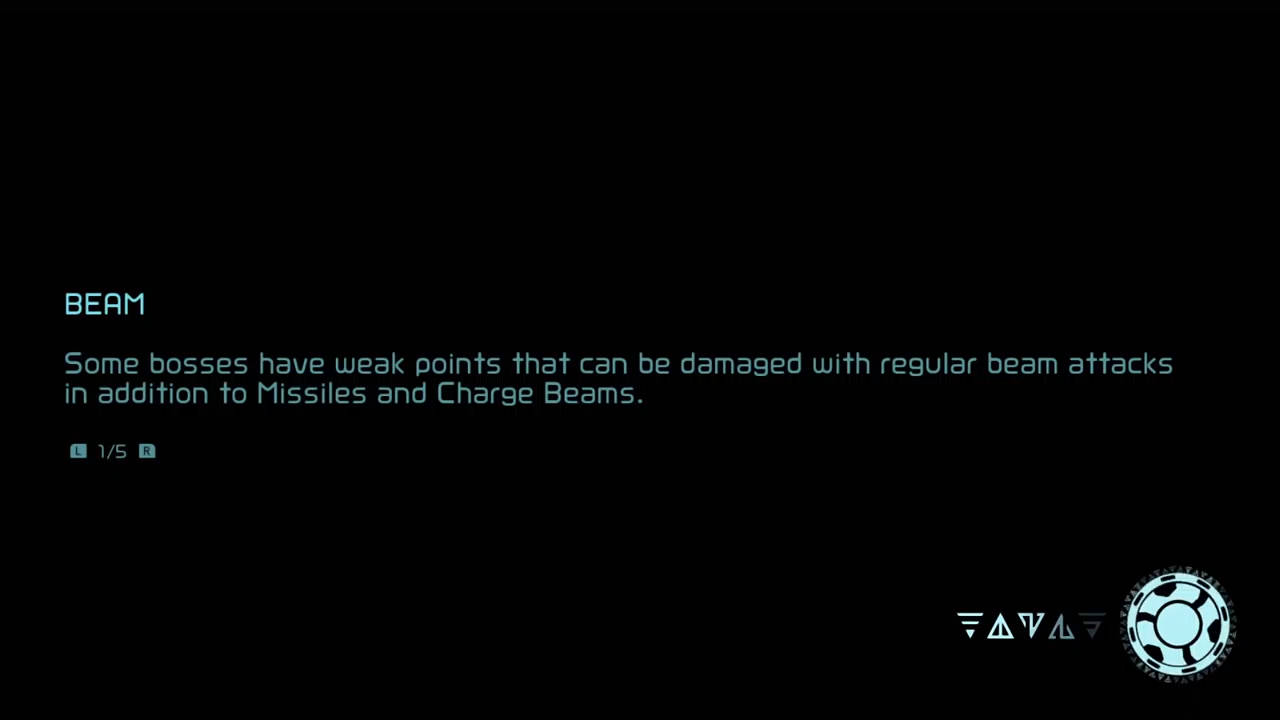 BEAM
Some bosses have weak points that can be damaged with regular beam attacks
in addition to Missiles and Charge Beams.
L 1/5 R